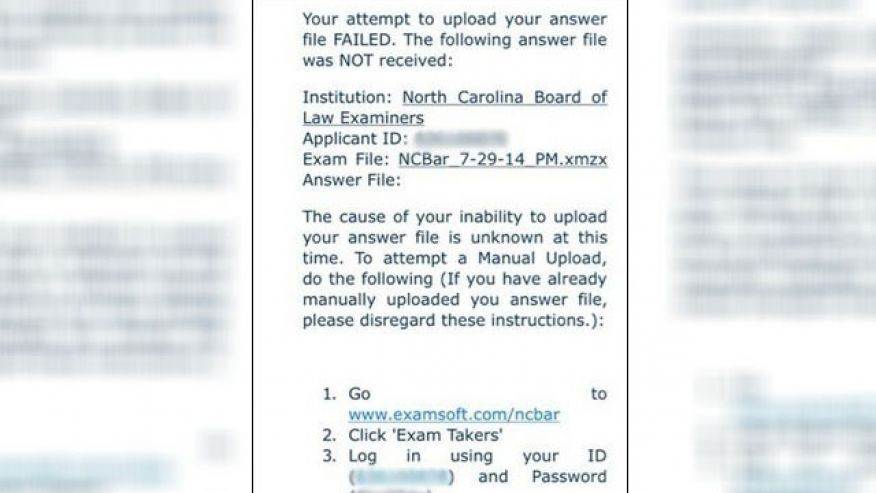 Your attempt to upload your answer
file FAILED. The following answer file
was NOT received:
Institution: North Carolina Board of
Law Examiners
Applicant ID:
Exam File: NCBar_7-29-14_PM.xmzx
Answer File:
The cause of your inability to upload
your answer file is unknown at this
time. To attempt a Manual Upload,
do the following (If you have already
manually uploaded you answer file,
please disregard these instructions.):
1. Go to
www.examsoft.com/ncbar
2. Click 'Exam Takers'
3. Log in using your ID
( ) and Password